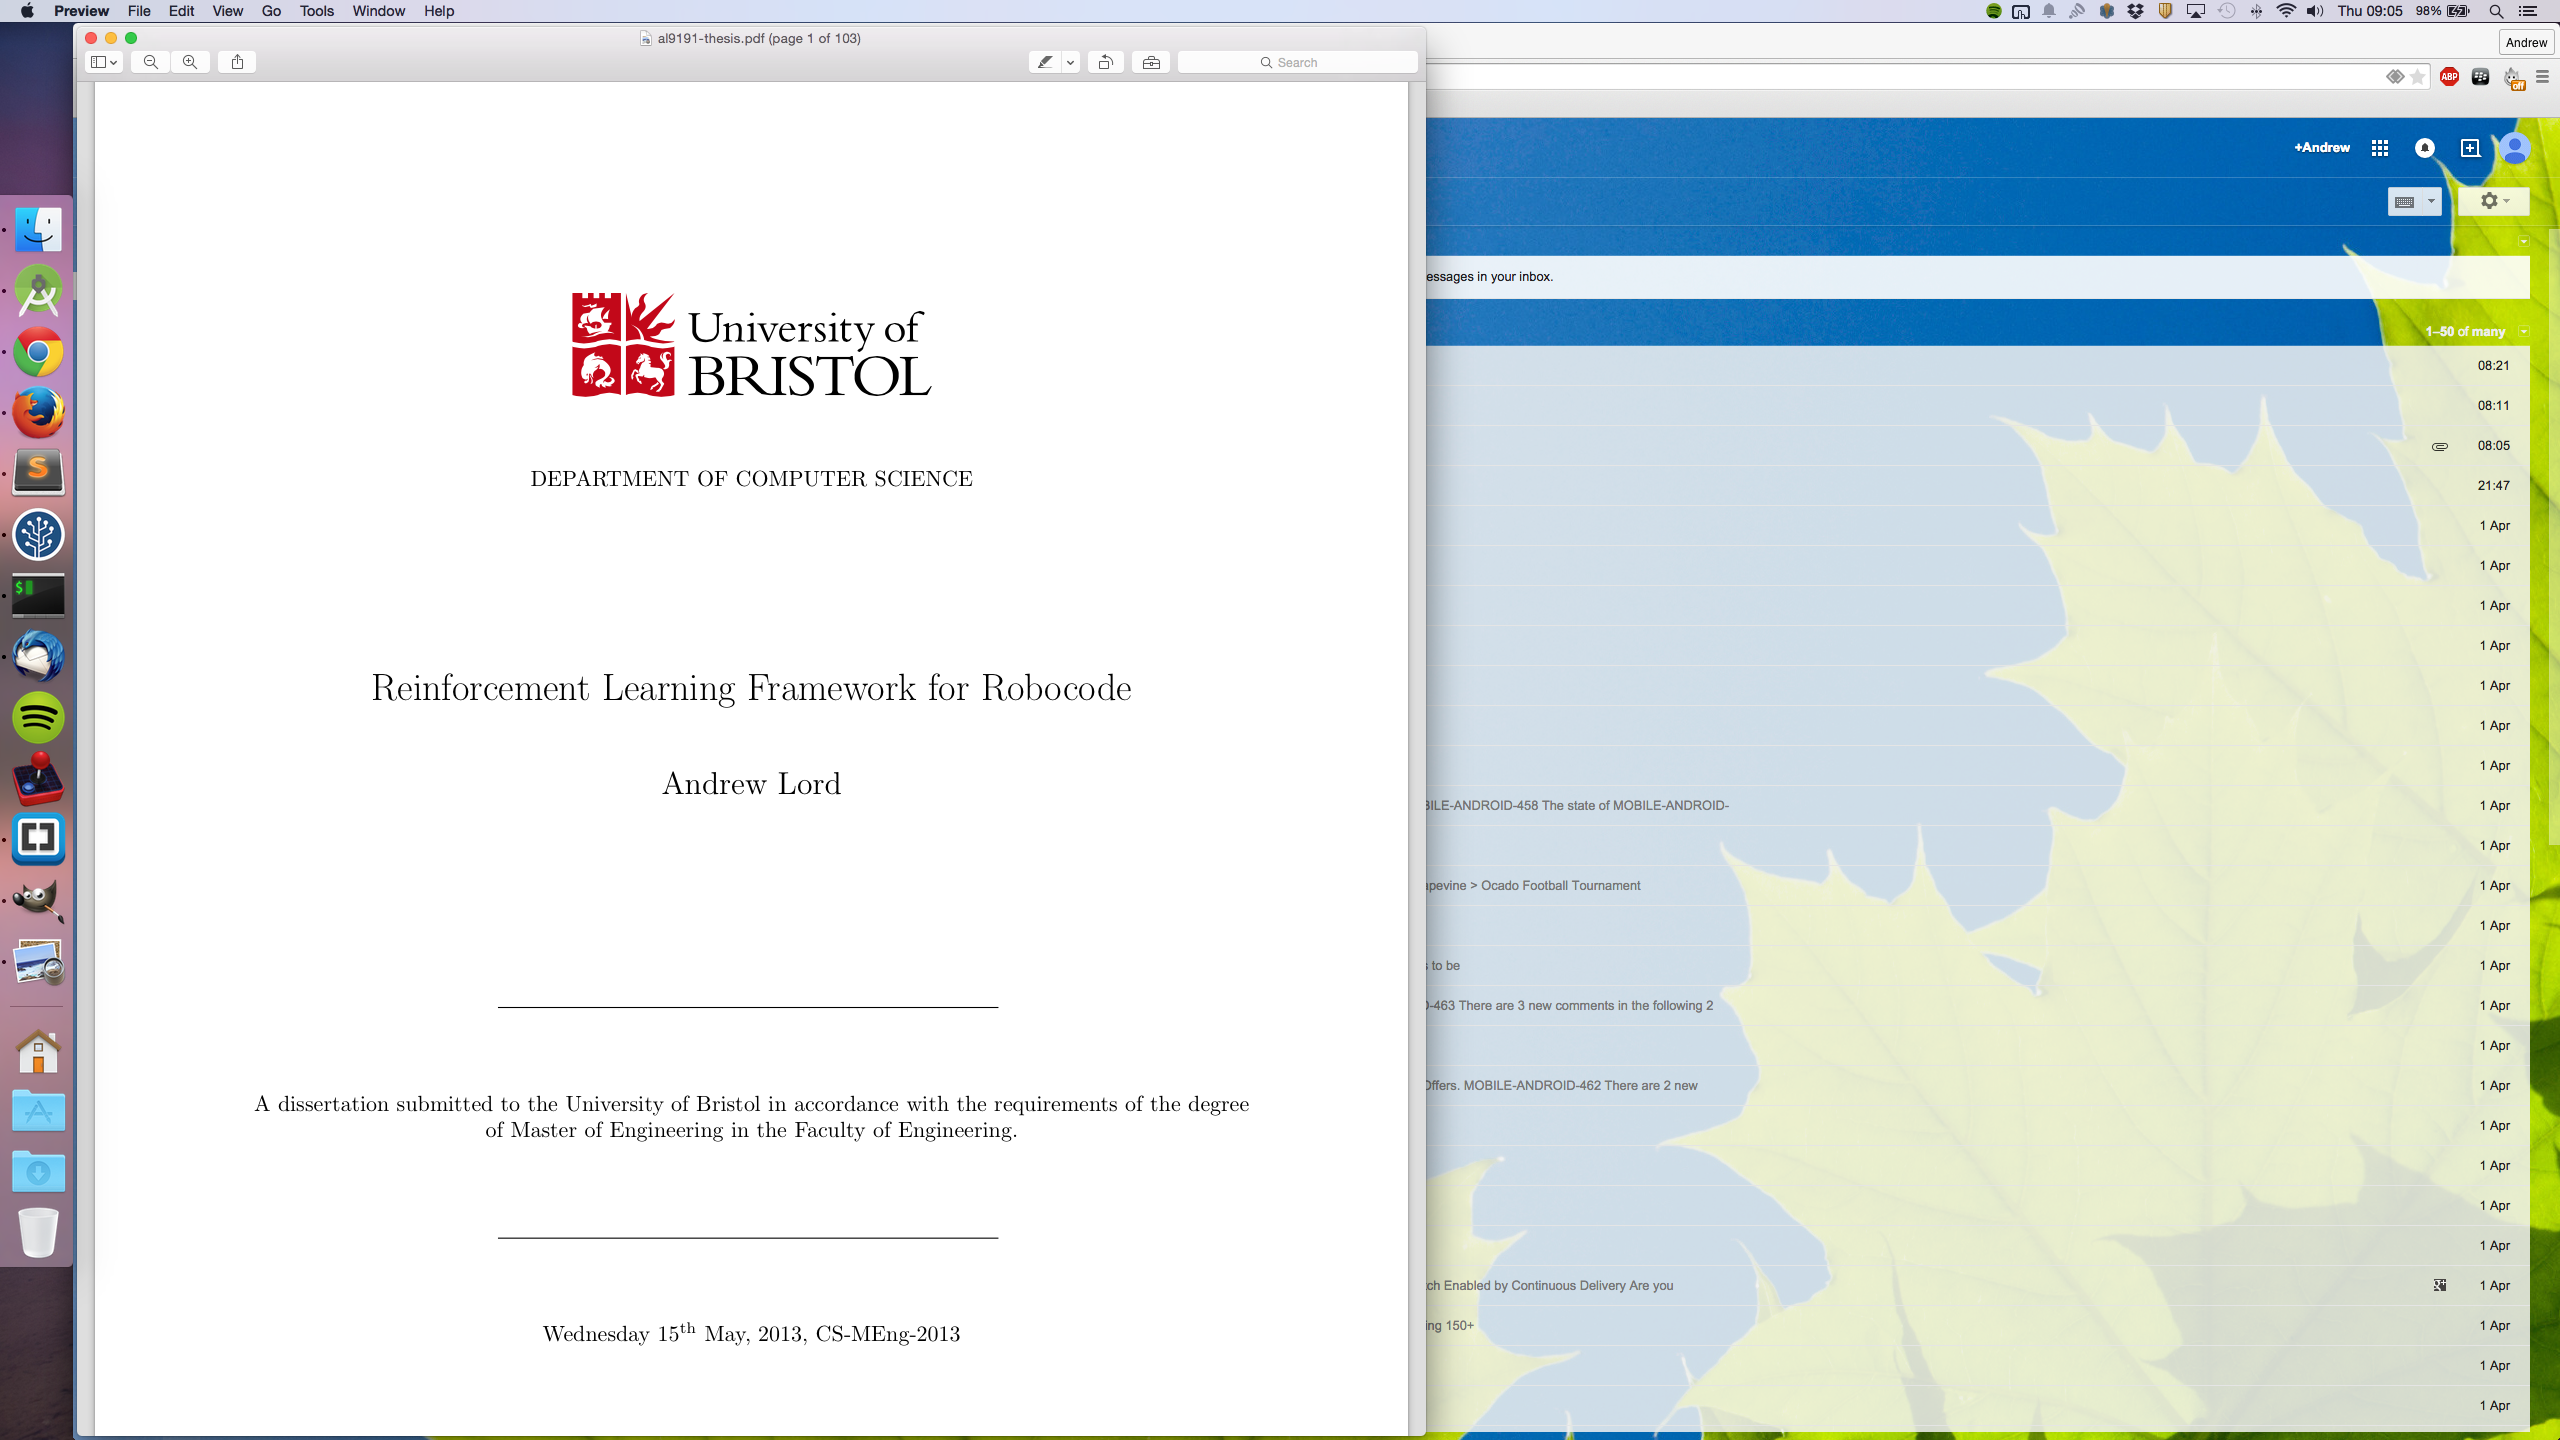 Preview File Edit View Go Tools Window Help
Thu 09:05 98%
al9191-thesis.pdf (page 1 of 103)
Search
University of
BRISTOL
DEPARTMENT OF COMPUTER SCIENCE
Reinforcement Learning Framework for Robocode
Andrew Lord
A dissertation submitted to the University of Bristol in accordance with the requirements of the degree
of Master of Engineering in the Faculty of Engineering.
Wednesday 15th May, 2013, CS-MEng-2013
Andrew
ABP
off
+Andrew
essages in your inbox.
1–50 of many
08:21
08:11
08:05
21:47
1 Apr
1 Apr
1 Apr
1 Apr
1 Apr
1 Apr
1 Apr
BILE-ANDROID-458 The state of MOBILE-ANDROID- 1 Apr
1 Apr
apevine > Ocado Football Tournament 1 Apr
1 Apr
s to be 1 Apr
D-463 There are 3 new comments in the following 2 1 Apr
1 Apr
Offers. MOBILE-ANDROID-462 There are 2 new 1 Apr
1 Apr
1 Apr
1 Apr
1 Apr
tch Enabled by Continuous Delivery Are you 1 Apr
ing 150+ 1 Apr
1 Apr
1 Apr